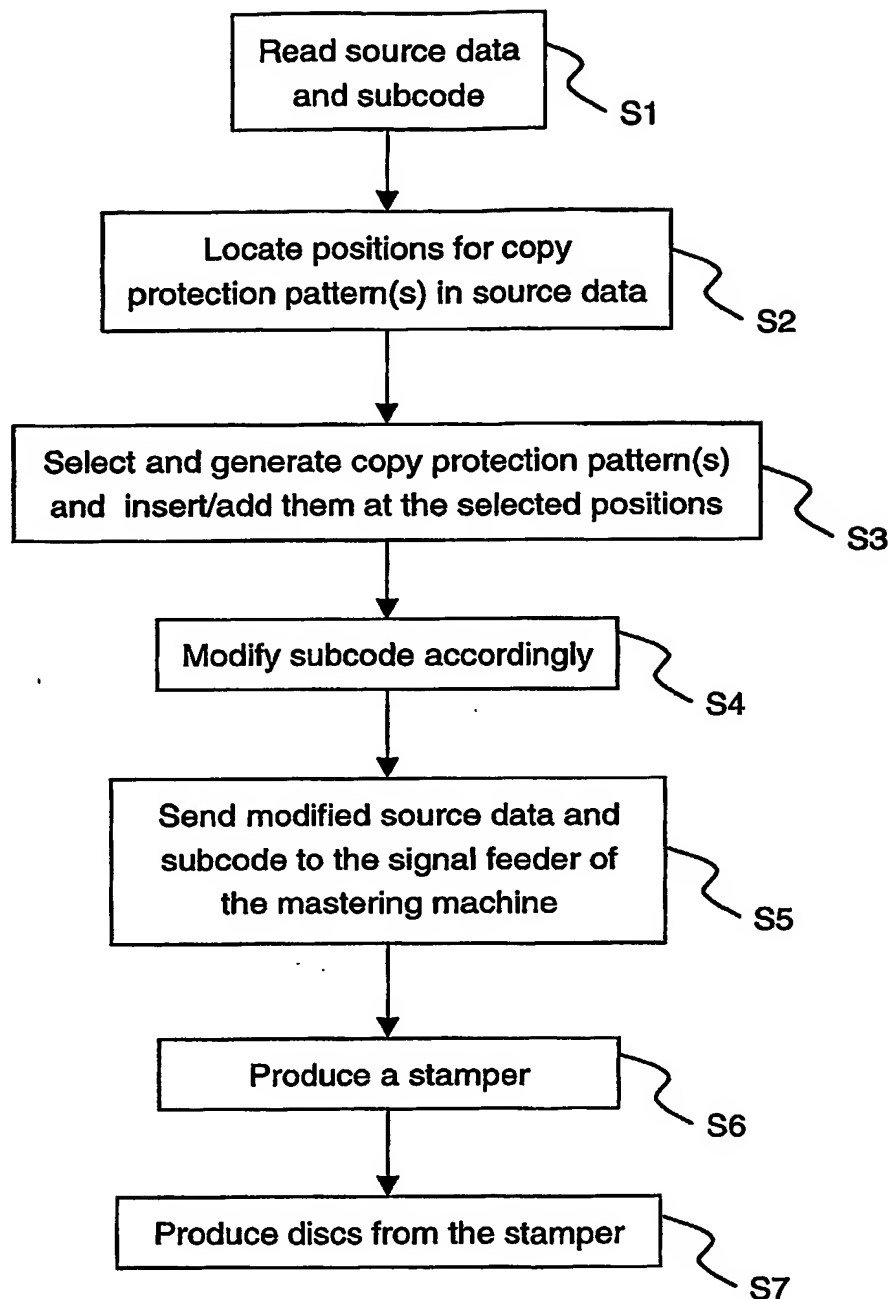 Read source data
and subcode
S1
Locate positions for copy
protection pattern(s) in source data
S2
Select and generate copy protection pattern(s)
and insert/add them at the selected positions
S3
Modify subcode accordingly
S4
Send modified source data and
subcode to the signal feeder of
the mastering machine
S5
Produce a stamper
S6
Produce discs from the stamper
S7